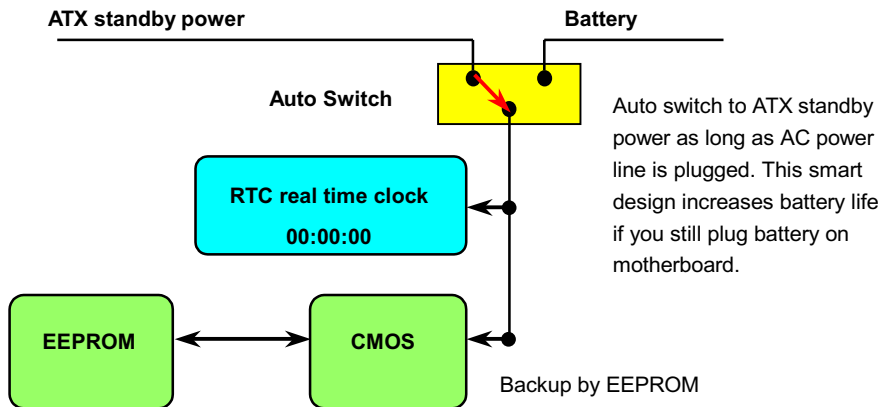 ATX standby power
Battery
Auto Switch
Auto switch to ATX standby
power as long as AC power
line is plugged. This smart
design increases battery life
if you still plug battery on
motherboard.
RTC real time clock
00:00:00
EEPROM
CMOS
Backup by EEPROM